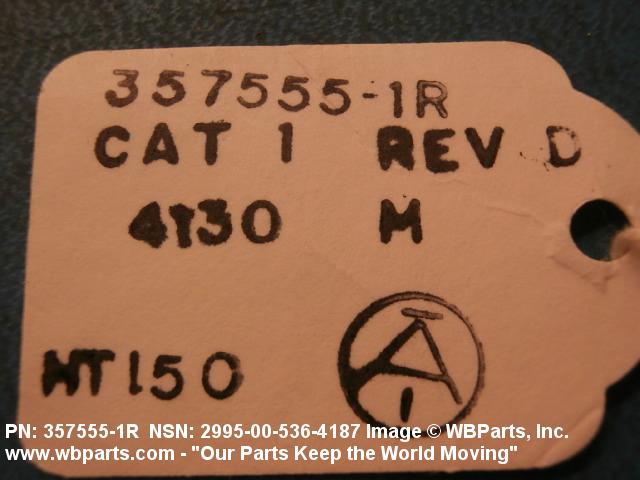 357555-1R
CAT 1 REV D
4130 M
HT150
PN: 357555-1R NSN: 2995-00-536-4187 Image © WBParts, Inc.
www.wbparts.com - "Our Parts Keep the World Moving"